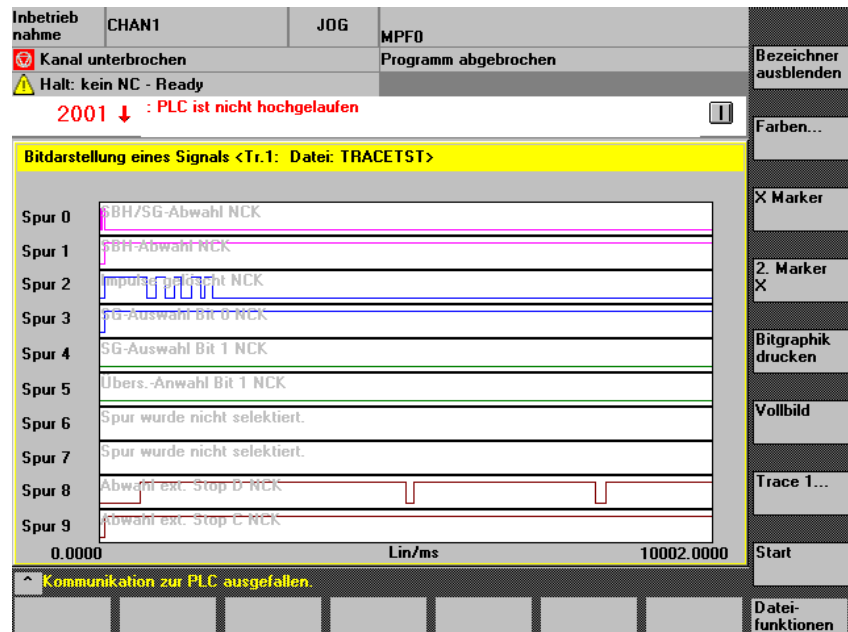 Inbetrieb
nahme
CHAN1
JOG
MPF0
Kanal unterbrochen
Programm abgebrochen
Halt: kein NC - Ready
2001 ↓ : PLC ist nicht hochgelaufen
Bitdarstellung eines Signals <Tr.1: Datei: TRACETST>
Spur 0 SBH/SG-Abwahl NCK
Spur 1 SBH-Abwahl NCK
Spur 2 Impulse gelöscht NCK
Spur 3 SG-Auswahl Bit 0 NCK
Spur 4 SG-Auswahl Bit 1 NCK
Spur 5 Übers.-Anwahl Bit 1 NCK
Spur 6 Spur wurde nicht selektiert.
Spur 7 Spur wurde nicht selektiert.
Spur 8 Abwahl ext. Stop D NCK
Spur 9 Abwahl ext. Stop C NCK
0.0000 Lin/ms 10002.0000
^ Kommunikation zur PLC ausgefallen.
Bezeichner
ausblenden
Farben...
X Marker
2. Marker
X
Bitgraphik
drucken
Vollbild
Trace 1...
Start
Datei-
funktionen